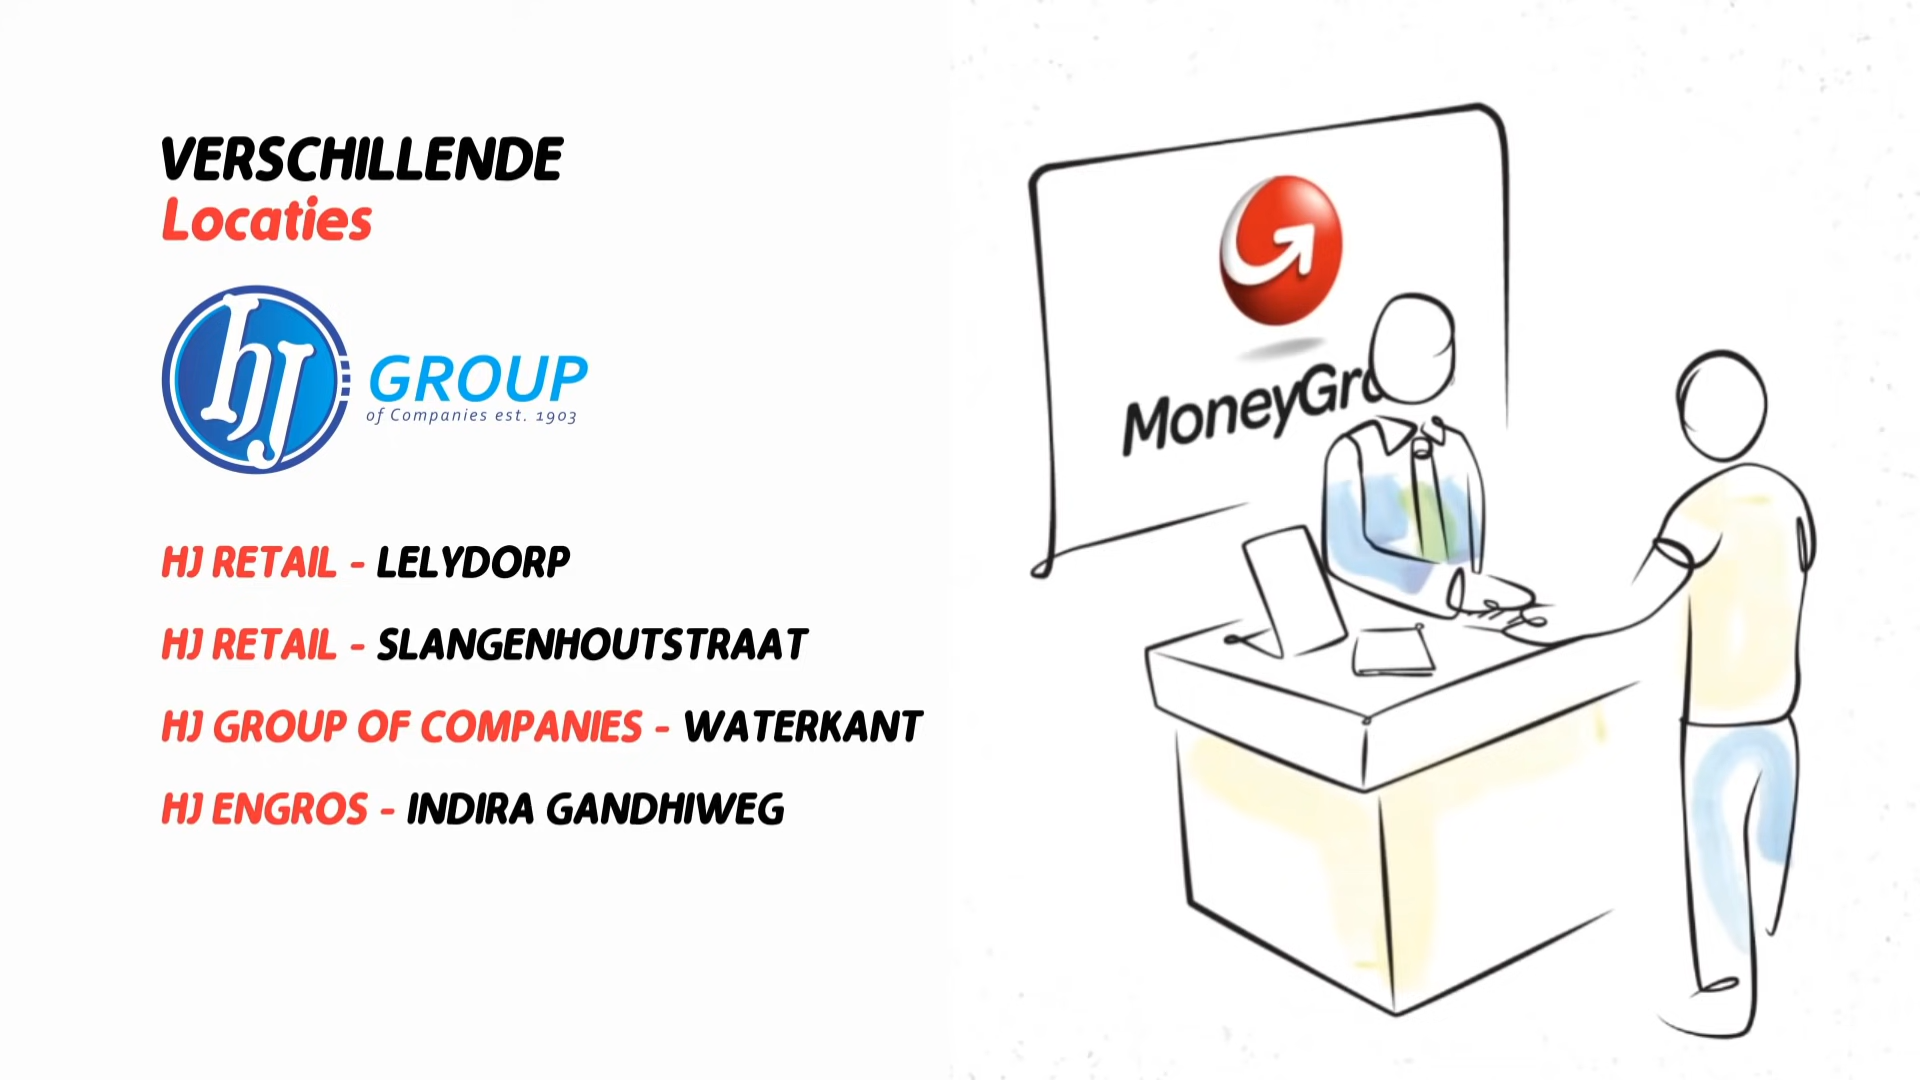 VERSCHILLENDE
Locaties
hJ GROUP
of Companies est. 1903
HJ RETAIL - LELYDORP
HJ RETAIL - SLANGENHOUTSTRAAT
HJ GROUP OF COMPANIES - WATERKANT
HJ ENGROS - INDIRA GANDHIWEG
MoneyGr